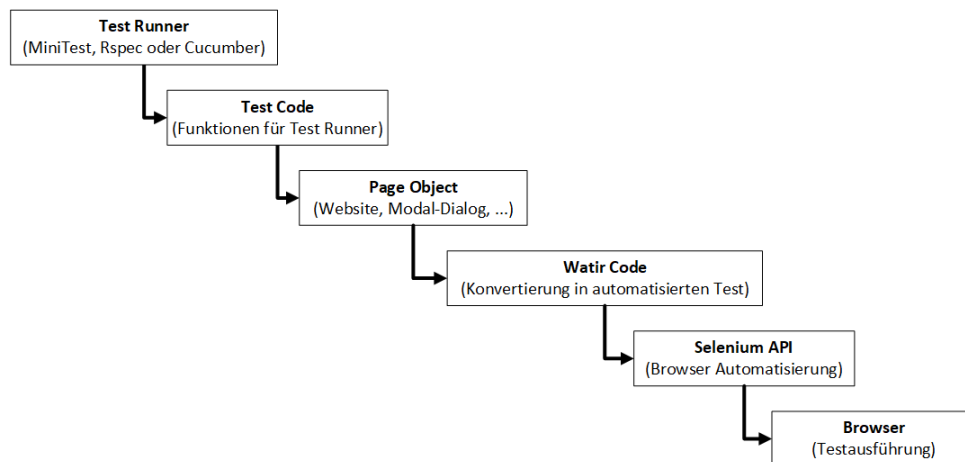 Test Runner
(MiniTest, Rspec oder Cucumber)
Test Code
(Funktionen für Test Runner)
Page Object
(Website, Modal-Dialog, ...)
Watir Code
(Konvertierung in automatisierten Test)
Selenium API
(Browser Automatisierung)
Browser
(Testausführung)